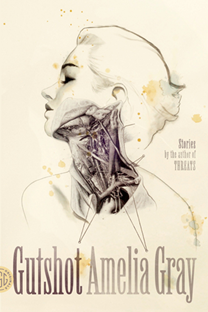 Stories
by the author of
THREATS
Gutshot Amelia Gray